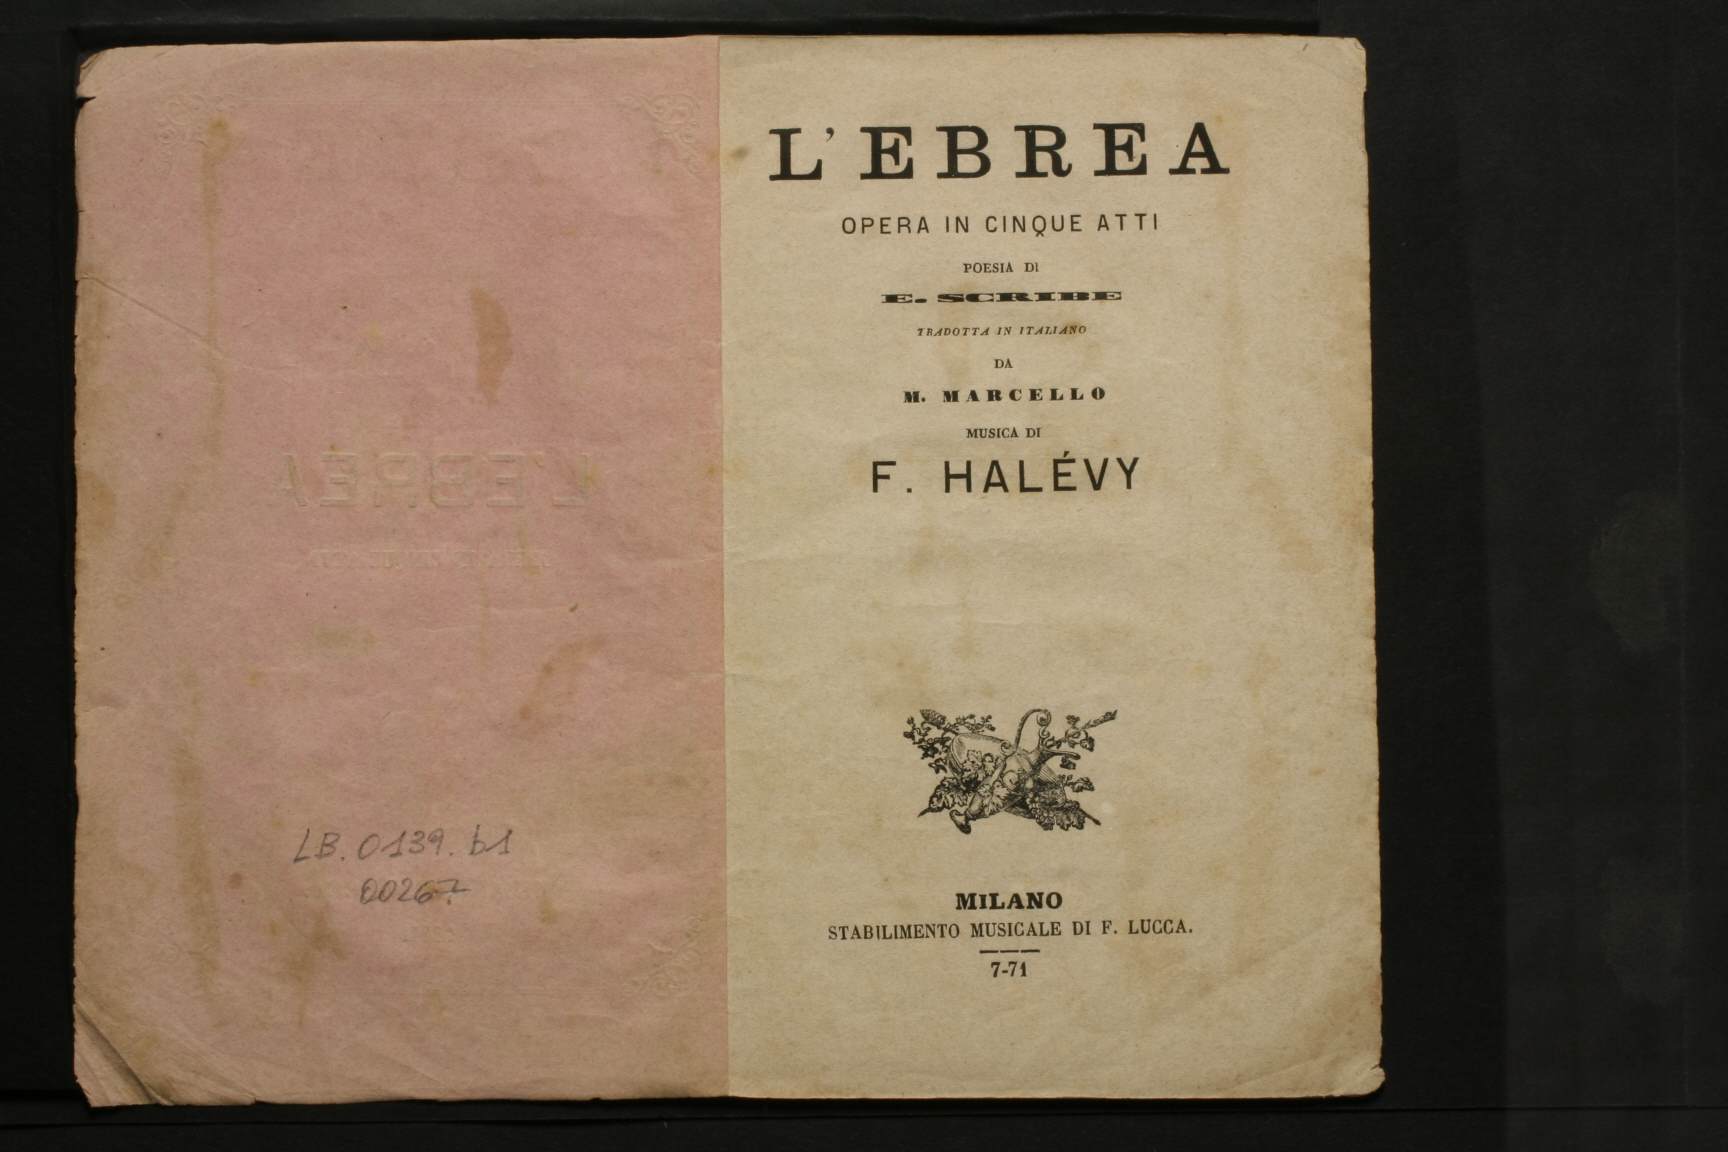 LB. 0139. b1
00267
L'EBREA
OPERA IN CINQUE ATTI
POESIA DI
E. SCRIBE
TRADOTTA IN ITALIANO
DA
M. MARCELLO
MUSICA DI
F. HALÉVY
MILANO
STABILIMENTO MUSICALE DI F. LUCCA.
7-71